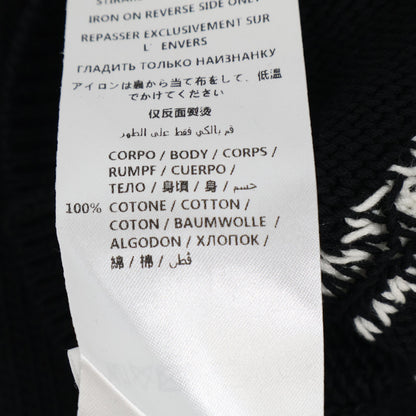 IRON ON REVERSE SIDE ONLY
REPASSER EXCLUSIVEMENT SUR
L' ENVERS
ГЛАДИТЬ ТОЛЬКО НАИЗНАНКУ
アイロンは裏から当て布をして、低温
でかけてください
仅反面熨烫
قم بالكي فقط على الظهر
CORPO / BODY / CORPS /
RUMPF / CUERPO /
ТЕЛО / 身頃 / 身 / جسم /
100% COTONE / COTTON /
COTON / BAUMWOLLE /
ALGODON / ХЛОПОК /
綿 / 棉 / قطن /